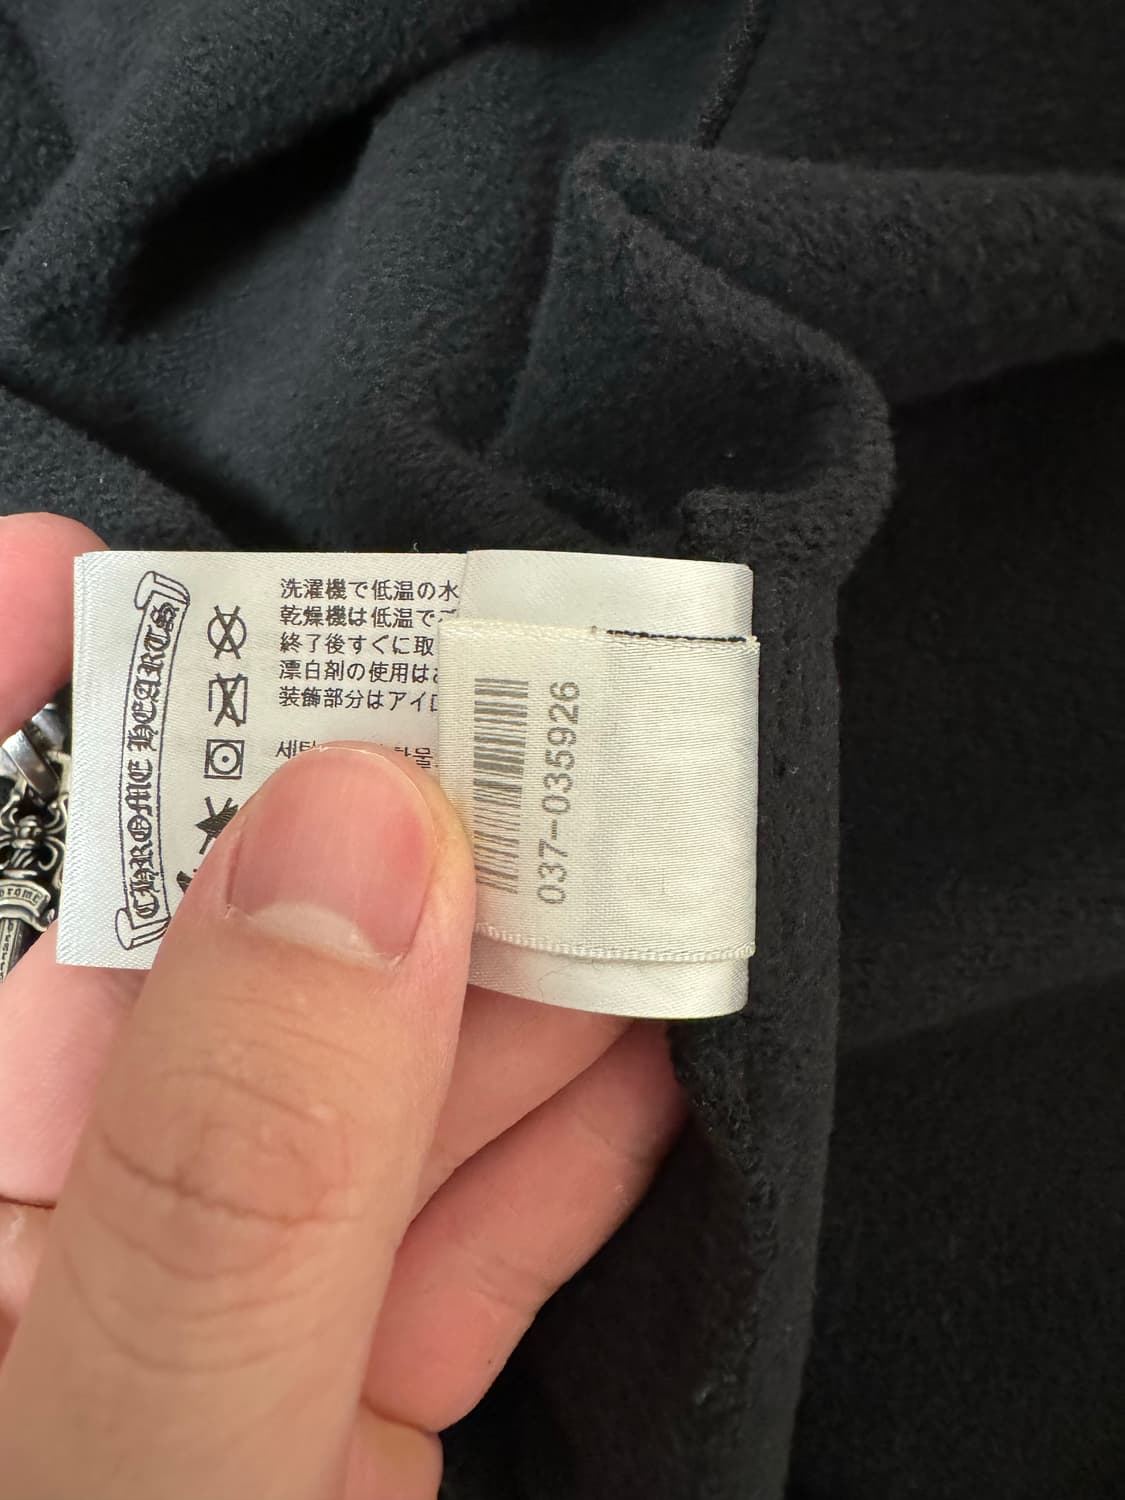 CHROME HEARTS
洗濯機で低温の水
乾燥機は低温で
終了後すぐに取
漂白剤の使用は
装飾部分はアイロ
037-035926